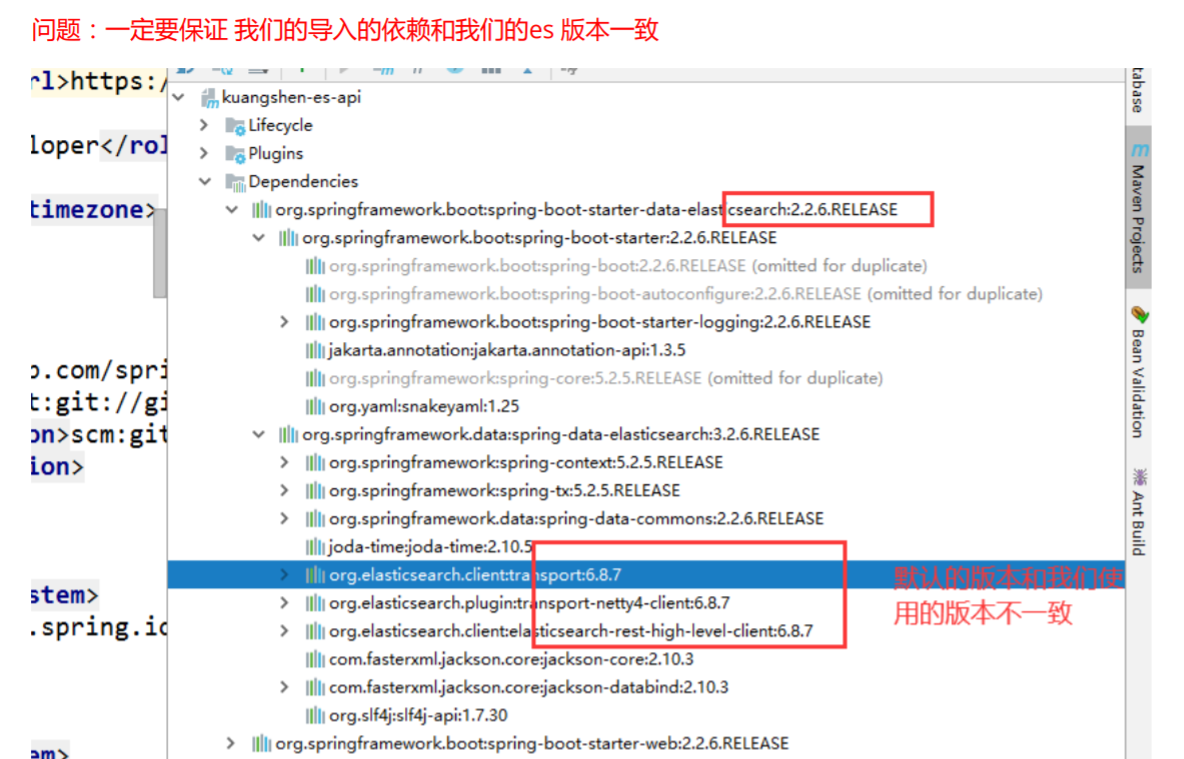 问题：一定要保证 我们的导入的依赖和我们的es 版本一致
rl>https:/
loper</rol
timezone>
p.com/spri
t:git://gi
on>scm:git
ion>
stem>
.spring.io
em>
kuangshen-es-api
Lifecycle
Plugins
Dependencies
org.springframework.boot:spring-boot-starter-data-elasticsearch:2.2.6.RELEASE
org.springframework.boot:spring-boot-starter:2.2.6.RELEASE
org.springframework.boot:spring-boot:2.2.6.RELEASE (omitted for duplicate)
org.springframework.boot:spring-boot-autoconfigure:2.2.6.RELEASE (omitted for duplicate)
org.springframework.boot:spring-boot-starter-logging:2.2.6.RELEASE
jakarta.annotation:jakarta.annotation-api:1.3.5
org.springframework:spring-core:5.2.5.RELEASE (omitted for duplicate)
org.yaml:snakeyaml:1.25
org.springframework.data:spring-data-elasticsearch:3.2.6.RELEASE
org.springframework:spring-context:5.2.5.RELEASE
org.springframework:spring-tx:5.2.5.RELEASE
org.springframework.data:spring-data-commons:2.2.6.RELEASE
joda-time:joda-time:2.10.5
org.elasticsearch.client:transport:6.8.7
org.elasticsearch.plugin:transport-netty4-client:6.8.7
org.elasticsearch.client:elasticsearch-rest-high-level-client:6.8.7
com.fasterxml.jackson.core:jackson-core:2.10.3
com.fasterxml.jackson.core:jackson-databind:2.10.3
org.slf4j:slf4j-api:1.7.30
org.springframework.boot:spring-boot-starter-web:2.2.6.RELEASE
默认的版本和我们使
用的版本不一致
tabase
Maven Projects
Bean Validation
Ant Build